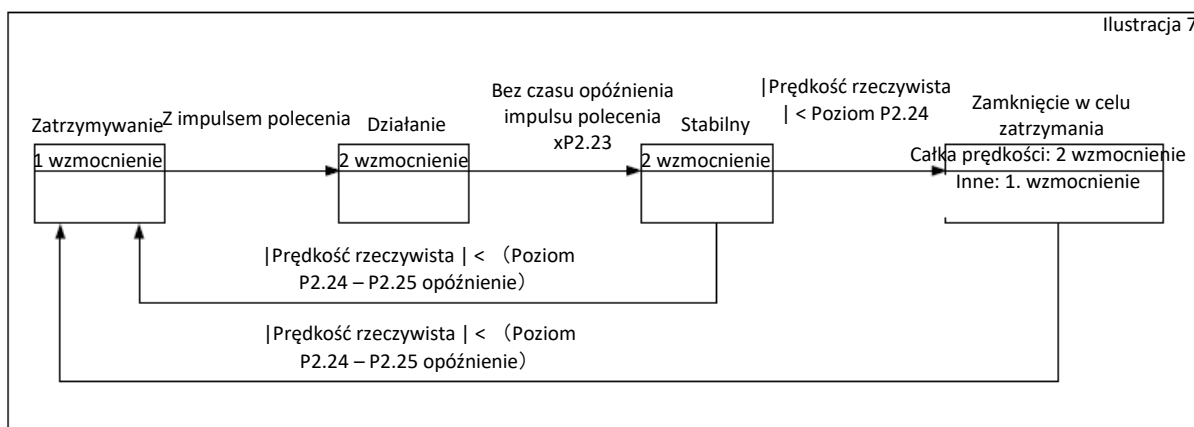 Ilustracja 7
Zatrzymywanie
1 wzmocnienie
Z impulsem polecenia
Działanie
2 wzmocnienie
Bez czasu opóźnienia
impulsu polecenia
xP2.23
Stabilny
2 wzmocnienie
|Prędkość rzeczywista
| < Poziom P2.24
Zamknięcie w celu
zatrzymania
Całka prędkości: 2 wzmocnienie
Inne: 1. wzmocnienie
|Prędkość rzeczywista | < （Poziom
P2.24 – P2.25 opóźnienie）
|Prędkość rzeczywista | < （Poziom
P2.24 – P2.25 opóźnienie）